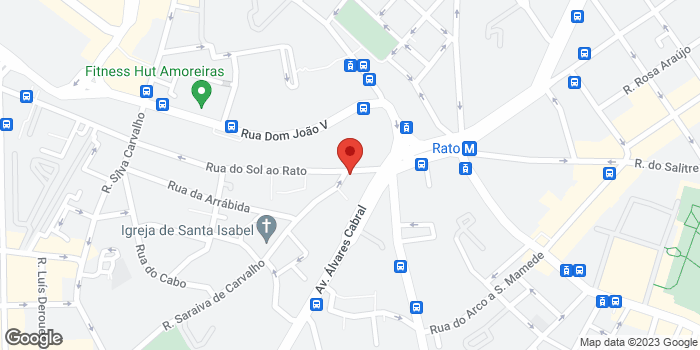 Fitness Hut Amoreiras
R. Rosa Araújo
Rua Dom João V
R. Silva Carvalho
Rato M
Rua do Sol ao Rato
R. do Salitre
Rua da Arrábida
Igreja de Santa Isabel
Av. Álvares Cabral
Rua do Cabo
R. Saraiva de Carvalho
R. Luís Derouet
Rua do Arco a S. Mamede
Google
Map data ©2023 Google